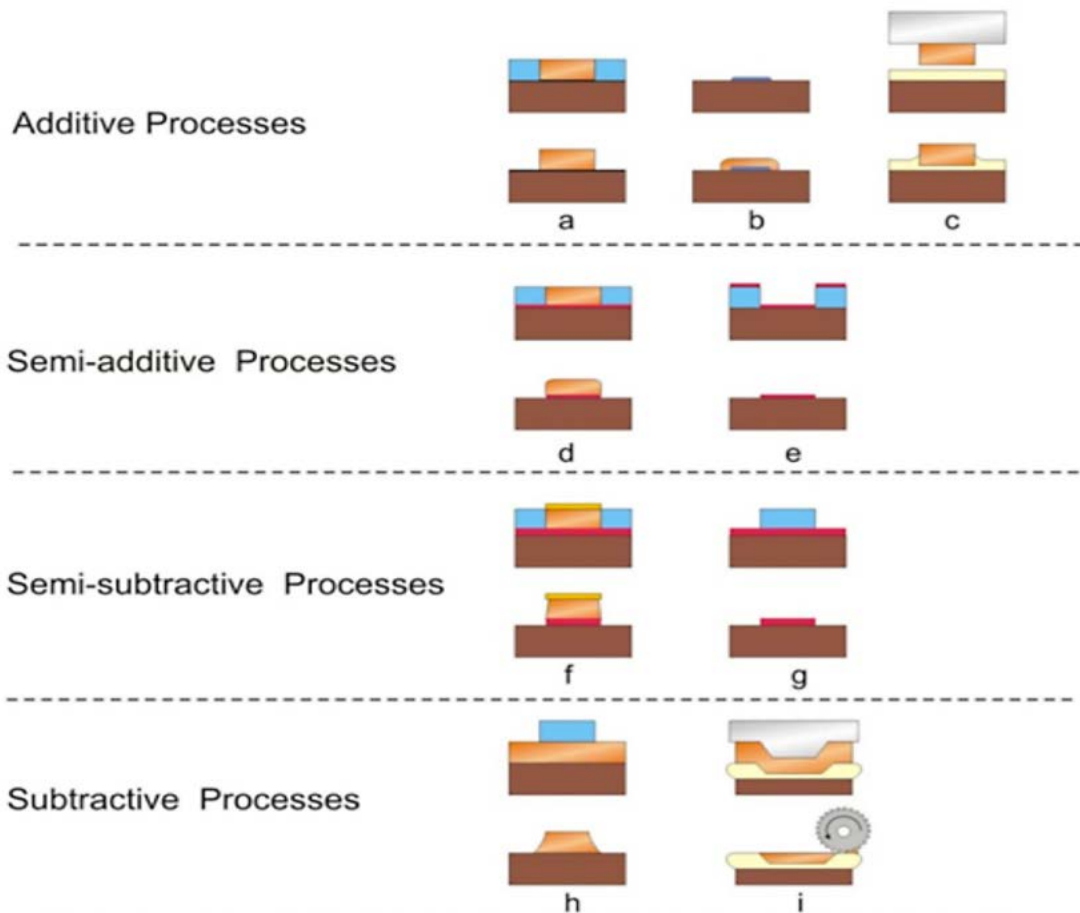 Additive Processes
a b c
Semi-additive Processes
d e
Semi-subtractive Processes
f g
Subtractive Processes
h i